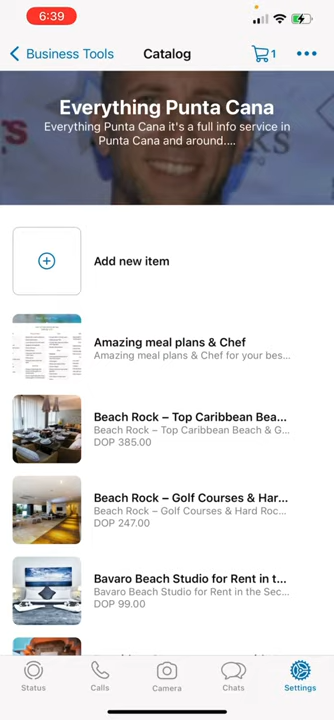 6:39
Business Tools
Catalog
1
Everything Punta Cana
Everything Punta Cana it's a full info service in
Punta Cana and around....
Add new item
Amazing meal plans & Chef
Amazing meal plans & Chef for your bes...
Beach Rock – Top Caribbean Bea...
Beach Rock – Top Caribbean Beach & G...
DOP 385.00
Beach Rock – Golf Courses & Har...
Beach Rock – Golf Courses & Hard Roc...
DOP 247.00
Bavaro Beach Studio for Rent in t...
Bavaro Beach Studio for Rent in the Sec...
DOP 99.00
Status
Calls
Camera
Chats
Settings